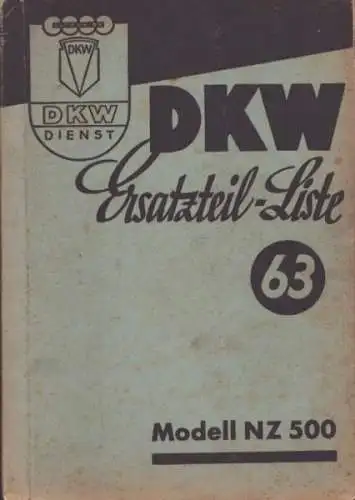 DKW
DKW
DIENST
DKW
Ersatzteil-Liste
63
Modell NZ 500